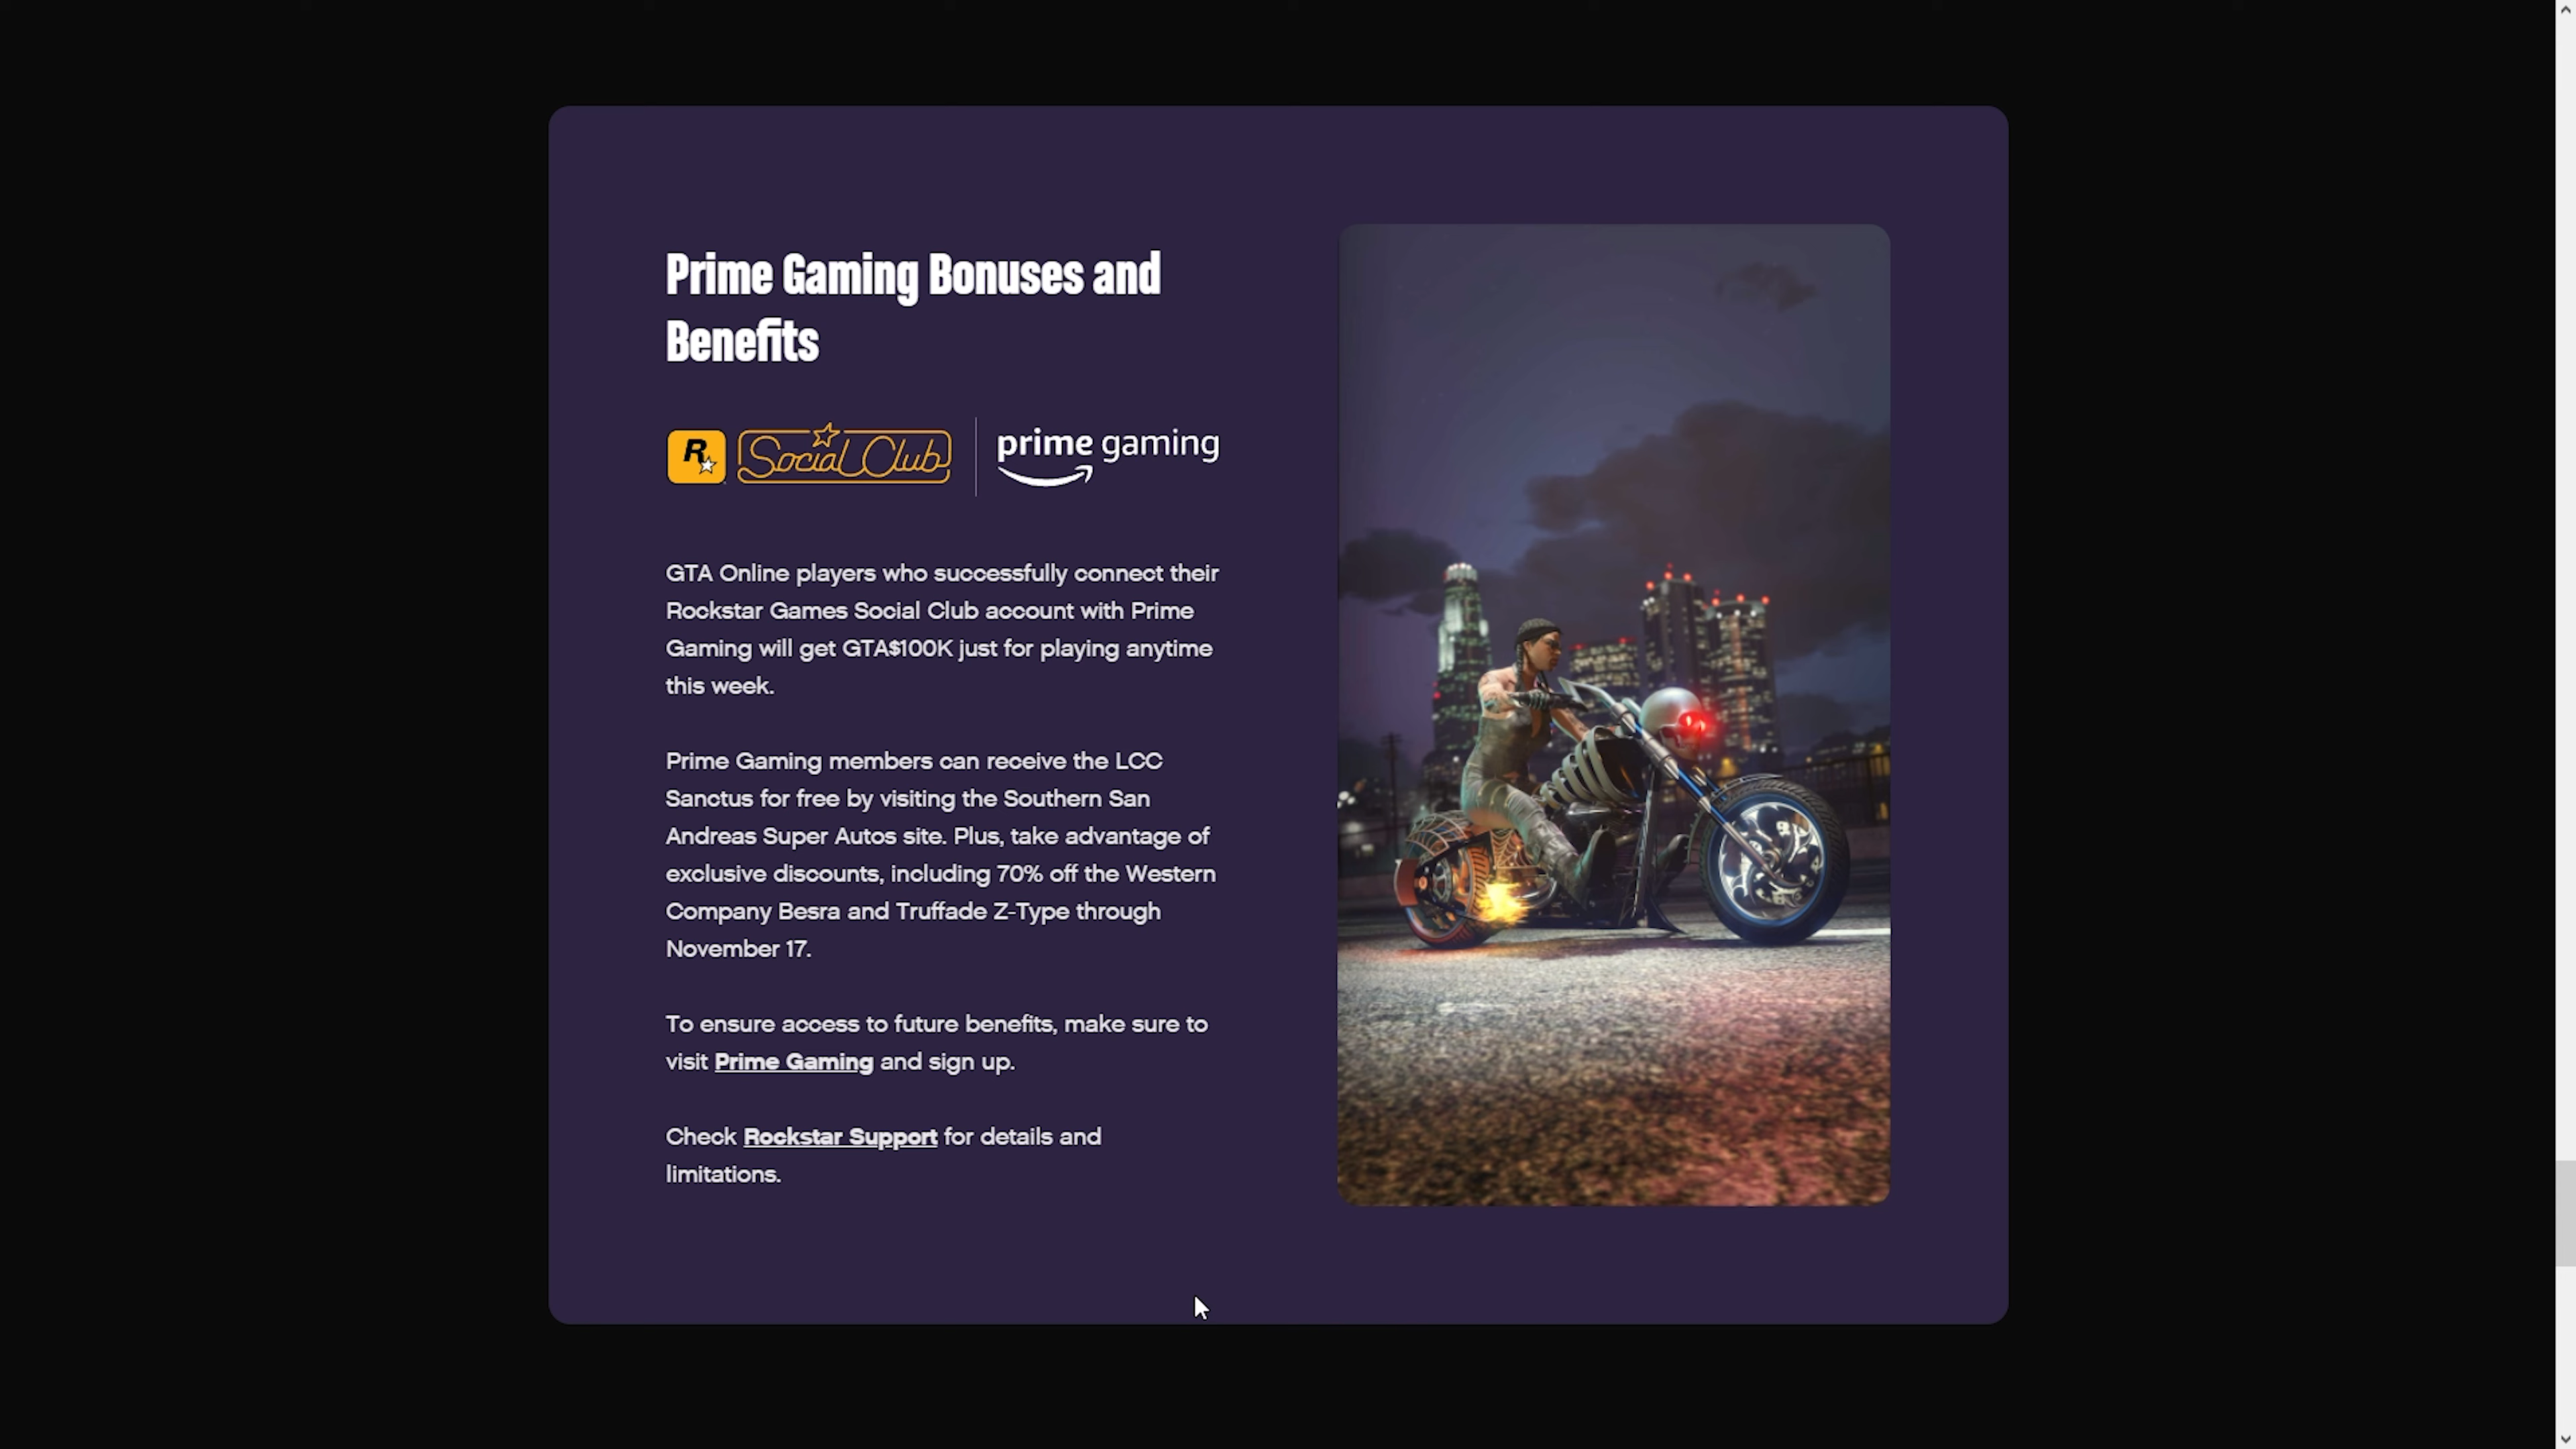 Prime Gaming Bonuses and
Benefits
R Social Club prime gaming
GTA Online players who successfully connect their
Rockstar Games Social Club account with Prime
Gaming will get GTA$100K just for playing anytime
this week.
Prime Gaming members can receive the LCC
Sanctus for free by visiting the Southern San
Andreas Super Autos site. Plus, take advantage of
exclusive discounts, including 70% off the Western
Company Besra and Truffade Z-Type through
November 17.
To ensure access to future benefits, make sure to
visit Prime Gaming and sign up.
Check Rockstar Support for details and
limitations.